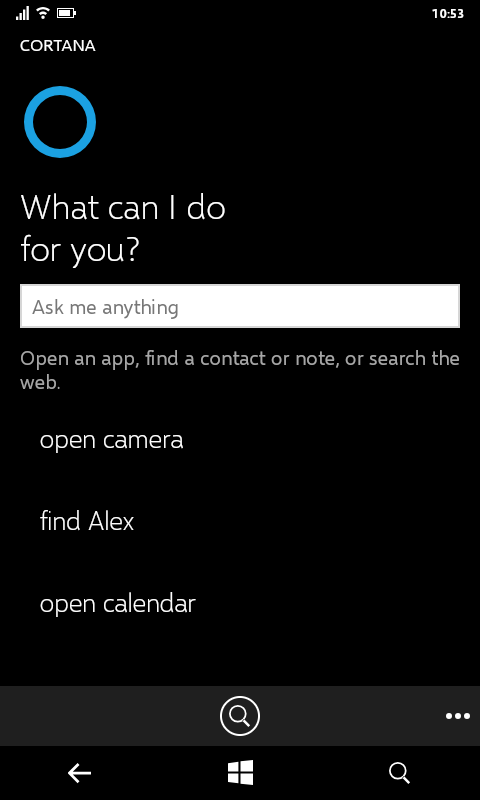 10:53
CORTANA
What can I do
for you?
Ask me anything
Open an app, find a contact or note, or search the
web.
open camera
find Alex
open calendar